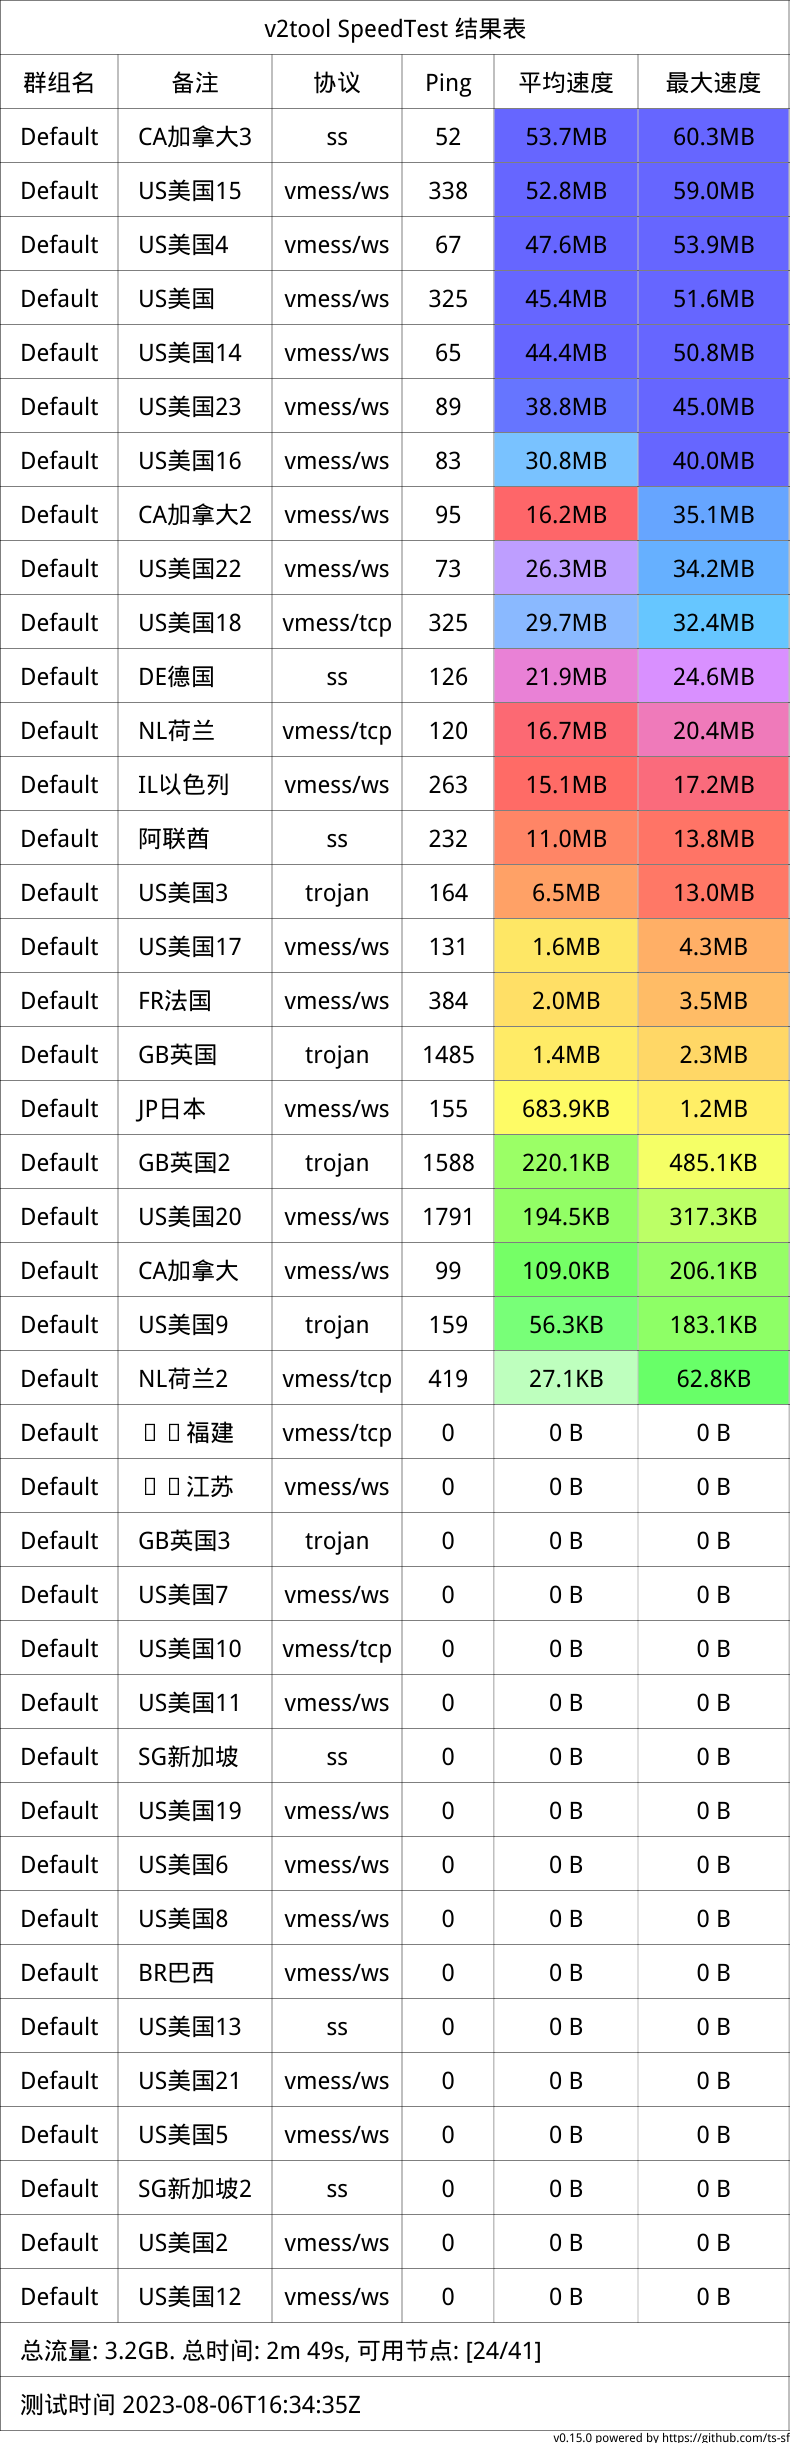 v2tool SpeedTest 结果表
群组名 备注 协议 Ping 平均速度 最大速度
Default CA加拿大3 ss 52 53.7MB 60.3MB
Default US美国15 vmess/ws 338 52.8MB 59.0MB
Default US美国4 vmess/ws 67 47.6MB 53.9MB
Default US美国 vmess/ws 325 45.4MB 51.6MB
Default US美国14 vmess/ws 65 44.4MB 50.8MB
Default US美国23 vmess/ws 89 38.8MB 45.0MB
Default US美国16 vmess/ws 83 30.8MB 40.0MB
Default CA加拿大2 vmess/ws 95 16.2MB 35.1MB
Default US美国22 vmess/ws 73 26.3MB 34.2MB
Default US美国18 vmess/tcp 325 29.7MB 32.4MB
Default DE德国 ss 126 21.9MB 24.6MB
Default NL荷兰 vmess/tcp 120 16.7MB 20.4MB
Default IL以色列 vmess/ws 263 15.1MB 17.2MB
Default 阿联酋 ss 232 11.0MB 13.8MB
Default US美国3 trojan 164 6.5MB 13.0MB
Default US美国17 vmess/ws 131 1.6MB 4.3MB
Default FR法国 vmess/ws 384 2.0MB 3.5MB
Default GB英国 trojan 1485 1.4MB 2.3MB
Default JP日本 vmess/ws 155 683.9KB 1.2MB
Default GB英国2 trojan 1588 220.1KB 485.1KB
Default US美国20 vmess/ws 1791 194.5KB 317.3KB
Default CA加拿大 vmess/ws 99 109.0KB 206.1KB
Default US美国9 trojan 159 56.3KB 183.1KB
Default NL荷兰2 vmess/tcp 419 27.1KB 62.8KB
Default 福建 vmess/tcp 0 0 B 0 B
Default 江苏 vmess/ws 0 0 B 0 B
Default GB英国3 trojan 0 0 B 0 B
Default US美国7 vmess/ws 0 0 B 0 B
Default US美国10 vmess/tcp 0 0 B 0 B
Default US美国11 vmess/ws 0 0 B 0 B
Default SG新加坡 ss 0 0 B 0 B
Default US美国19 vmess/ws 0 0 B 0 B
Default US美国6 vmess/ws 0 0 B 0 B
Default US美国8 vmess/ws 0 0 B 0 B
Default BR巴西 vmess/ws 0 0 B 0 B
Default US美国13 ss 0 0 B 0 B
Default US美国21 vmess/ws 0 0 B 0 B
Default US美国5 vmess/ws 0 0 B 0 B
Default SG新加坡2 ss 0 0 B 0 B
Default US美国2 vmess/ws 0 0 B 0 B
Default US美国12 vmess/ws 0 0 B 0 B
总流量: 3.2GB. 总时间: 2m 49s, 可用节点: [24/41]
测试时间 2023-08-06T16:34:35Z
v0.15.0 powered by https://github.com/ts-sf